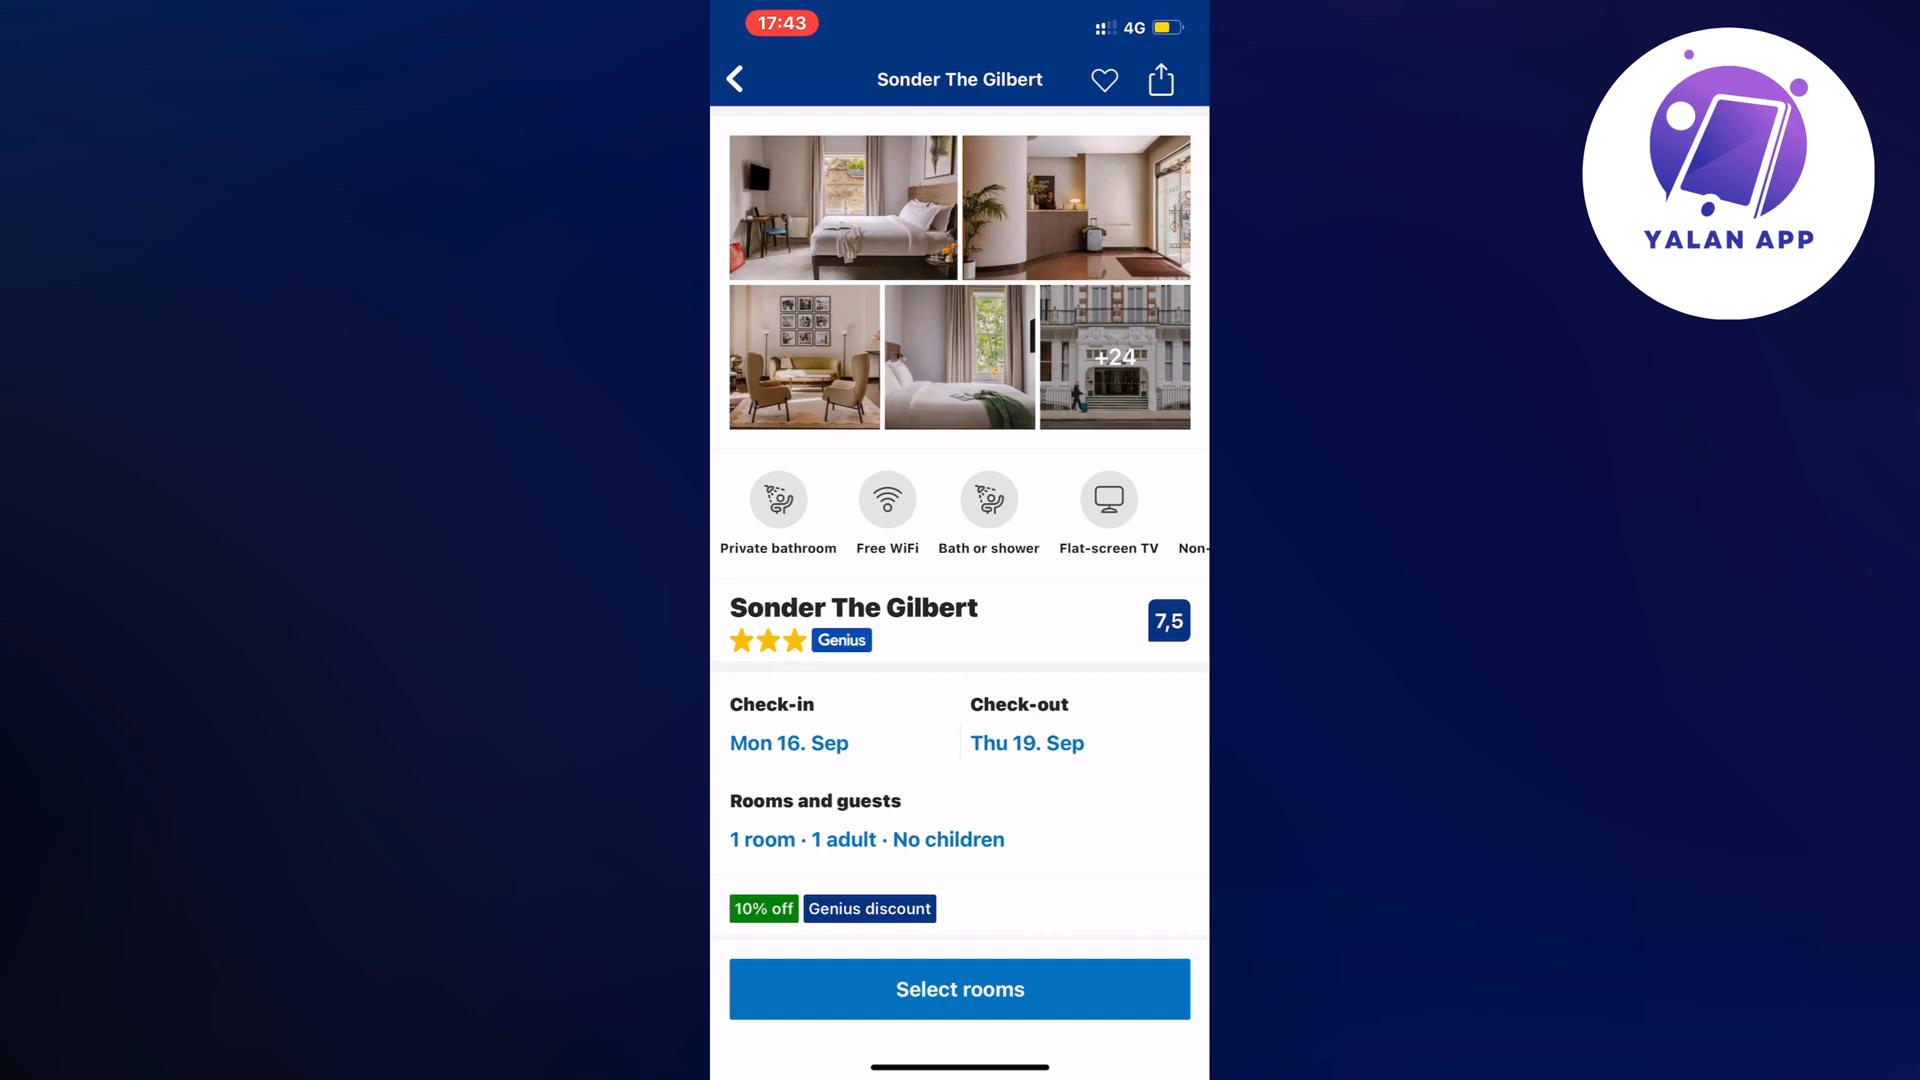 17:43
4G
Sonder The Gilbert
YALAN APP
+24
Private bathroom
Free WiFi
Bath or shower
Flat-screen TV
Non-
Sonder The Gilbert
Genius
7,5
Check-in
Check-out
Mon 16. Sep
Thu 19. Sep
Rooms and guests
1 room · 1 adult · No children
10% off
Genius discount
Select rooms